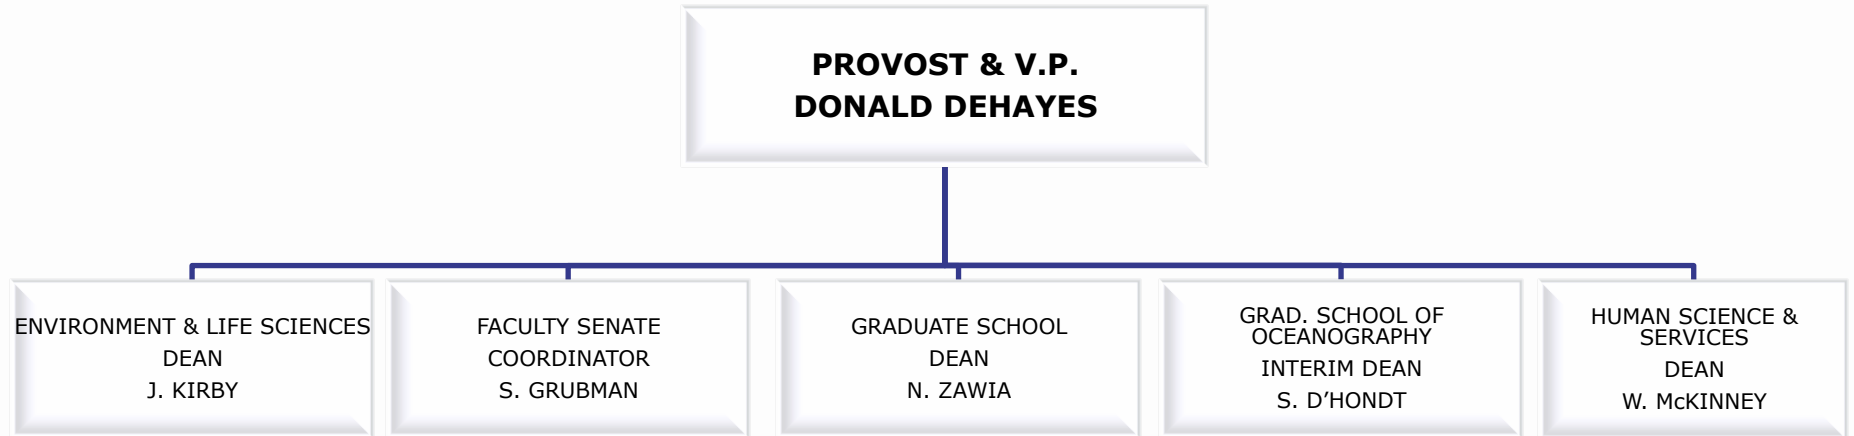 PROVOST & V.P.
DONALD DEHAYES
ENVIRONMENT & LIFE SCIENCES
DEAN
J. KIRBY
FACULTY SENATE
COORDINATOR
S. GRUBMAN
GRADUATE SCHOOL
DEAN
N. ZAWIA
GRAD. SCHOOL OF
OCEANOGRAPHY
INTERIM DEAN
S. D’HONDT
HUMAN SCIENCE &
SERVICES
DEAN
W. McKINNEY